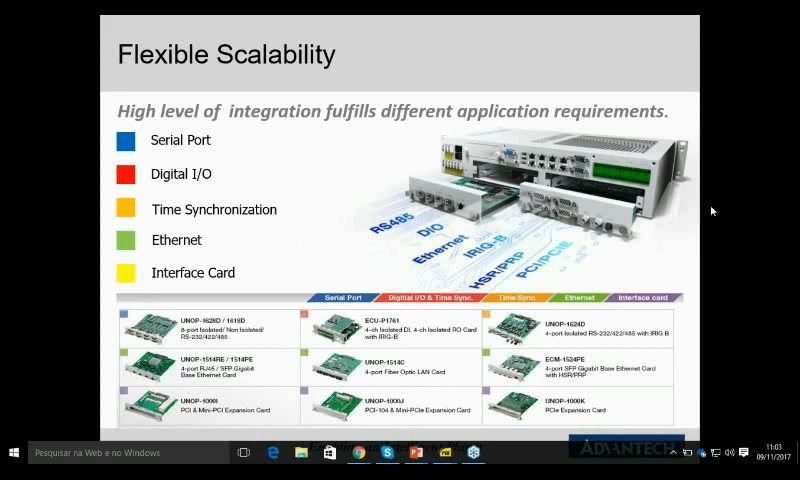 Flexible Scalability
High level of integration fulfills different application requirements.
Serial Port
Digital I/O
Time Synchronization
Ethernet
Interface Card
RS485
DIO
Ethernet
IRIG-B
HSR/PRP
PCI/PCIE
Serial Port
Digitial I/O & Time Sync.
Time Sync.
Ethernet
Interface card
UNOP-1628D / 1618D
8-port Isolated/ Non Isolated/
RS-232/422/485
ECU-P1761
4-ch Isolated DI, 4-ch Isolated RO Card
with IRIG-B
UNOP-1624D
4-port Isolated RS-232/422/485 with IRIG B
UNOP-1514RE / 1514PE
4-port RJ45 / SFP Gigabit
Base Ethernet Card
UNOP-1514C
4-port Fiber Optic LAN Card
ECM-1524PE
4-port SFP Gigabit Base Ethernet Card
with HSR/PRP
UNOP-1000I
PCI & Mini-PCI Expansion Card
UNOP-1000J
PCI-104 & Mini-PCIe Expansion Card
UNOP-1000K
PCIe Expansion Card
ADVANTECH
Pesquisar na Web e no Windows
11:03
09/11/2017